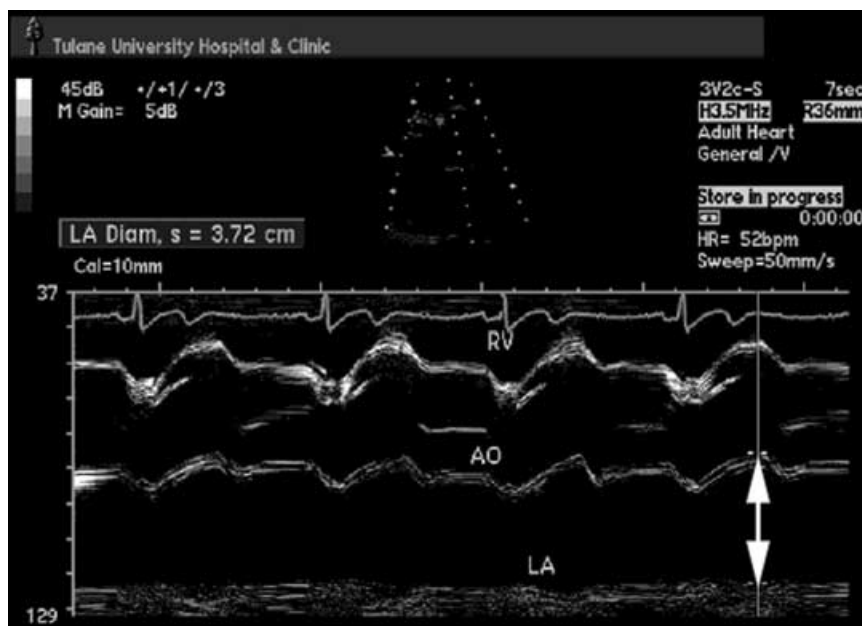 Tulane University Hospital & Clinic
45dB •/+1/ •/3
M Gain= 5dB
3V2c-S 7sec
H3.5MHz R36mm
Adult Heart
General /V
Store in progress
0:00:00
HR= 52bpm
Sweep=50mm/s
LA Diam, s = 3.72 cm
Cal=10mm
37
RV
AO
LA
129